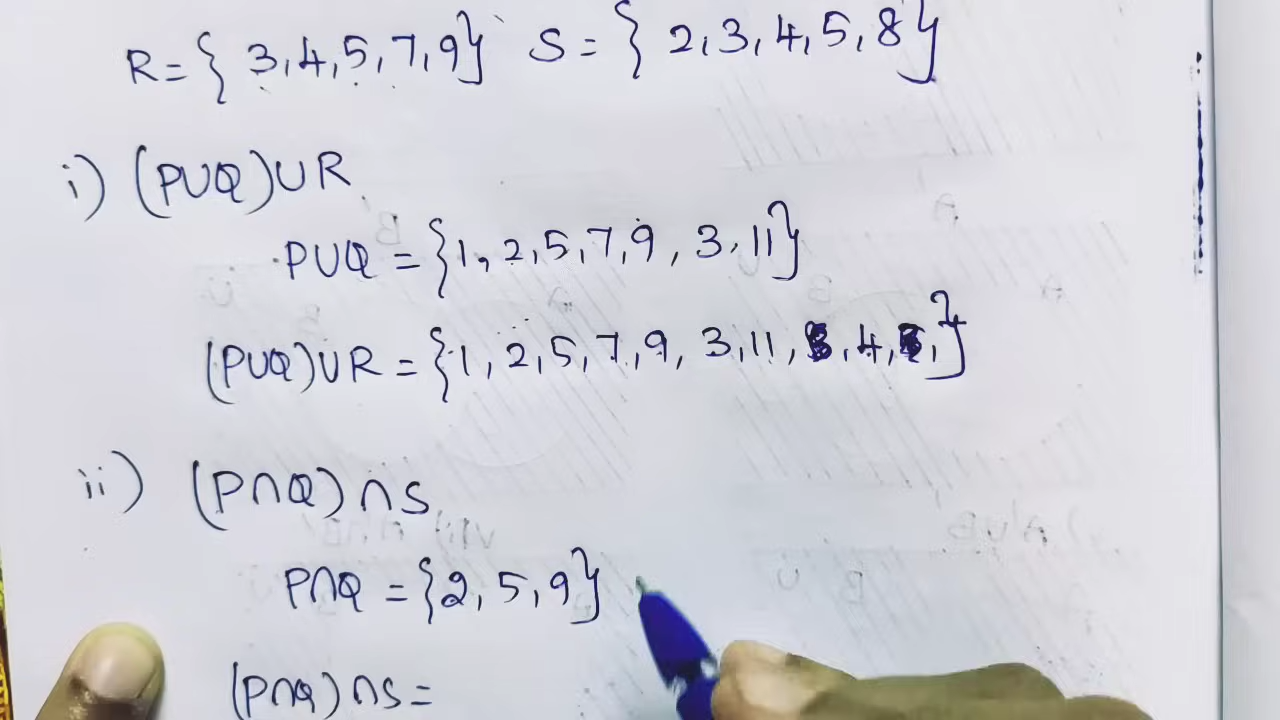 R = { 3, 4, 5, 7, 9} S = { 2, 3, 4, 5, 8}
i) (P∪Q)∪R
P∪Q = {1, 2, 5, 7, 9, 3, 11}
(P∪Q)∪R = {1, 2, 5, 7, 9, 3, 11, , 4, , }
ii) (P∩Q)∩S
P∩Q = {2, 5, 9}
(P∩Q)∩S =